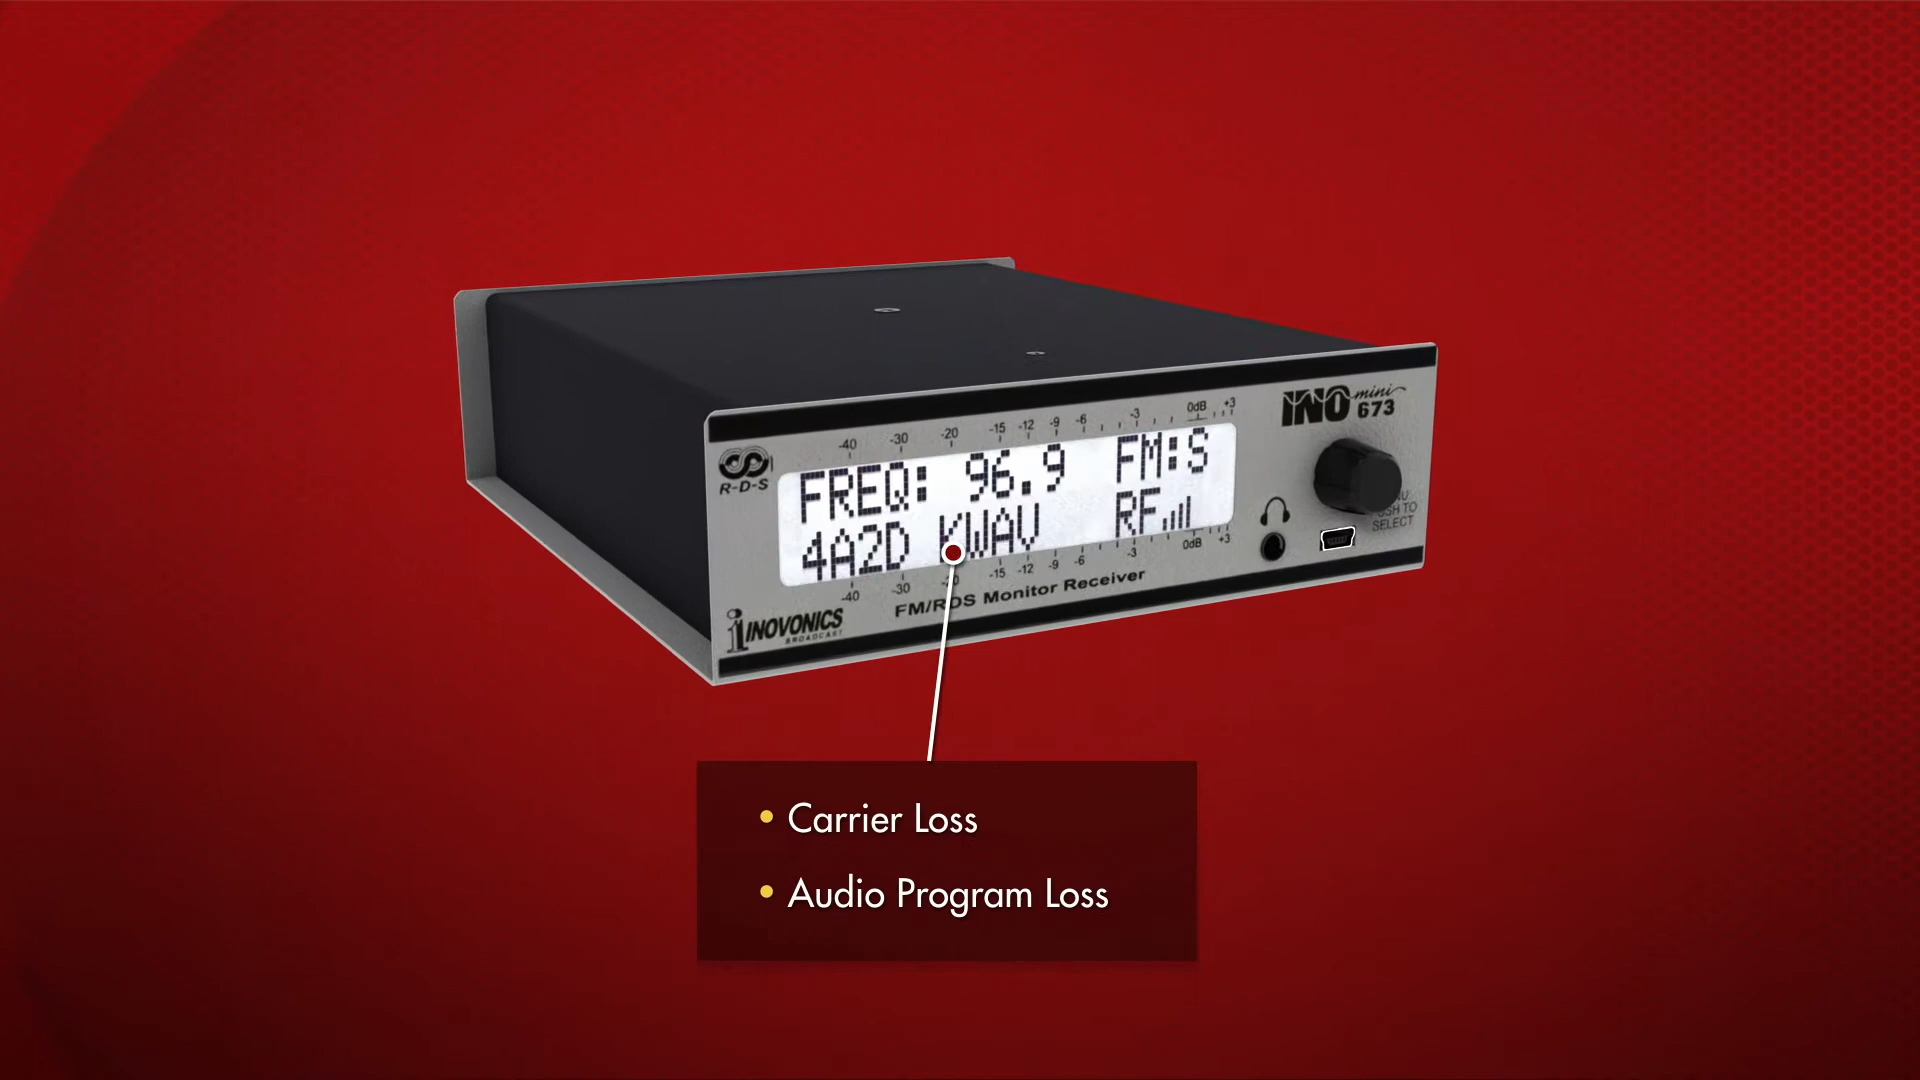 -40 -30 -20 -15 -12 -9 -6 -3 0dB +3
INO mini
673
R-D-S
FREQ: 96.9 FM:S
4A2D KWAV RF
SELECT
-40 -30 -15 -12 -9 -6 -3 0dB +3
FM/RDS Monitor Receiver
INOVONICS
BROADCAST
• Carrier Loss
• Audio Program Loss